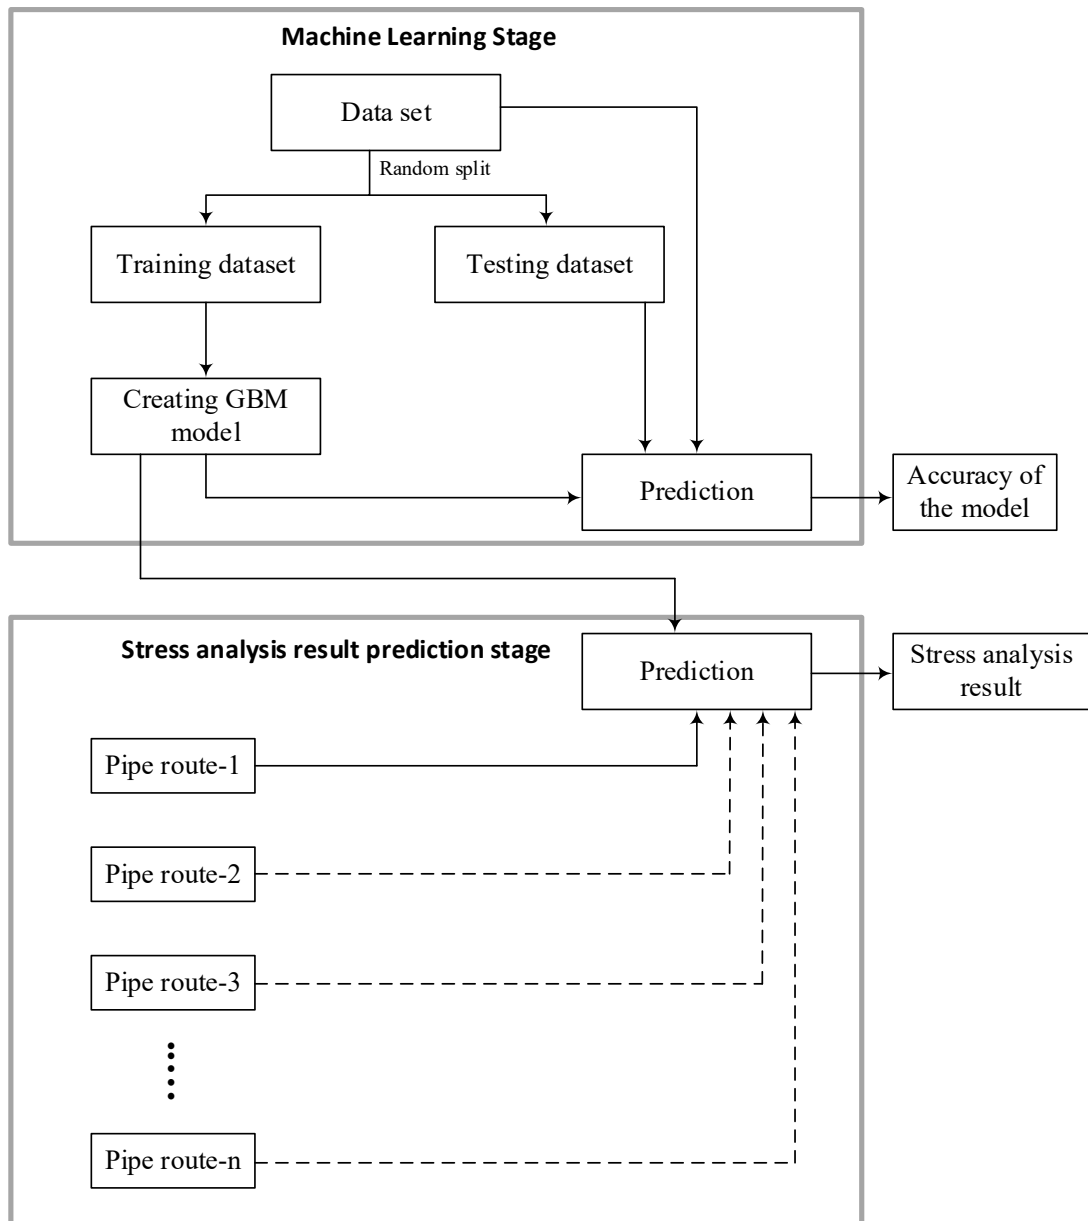 Machine Learning Stage
Data set
Random split
Training dataset
Testing dataset
Creating GBM
model
Prediction
Accuracy of
the model
Stress analysis result prediction stage
Prediction
Stress analysis
result
Pipe route-1
Pipe route-2
Pipe route-3
Pipe route-n